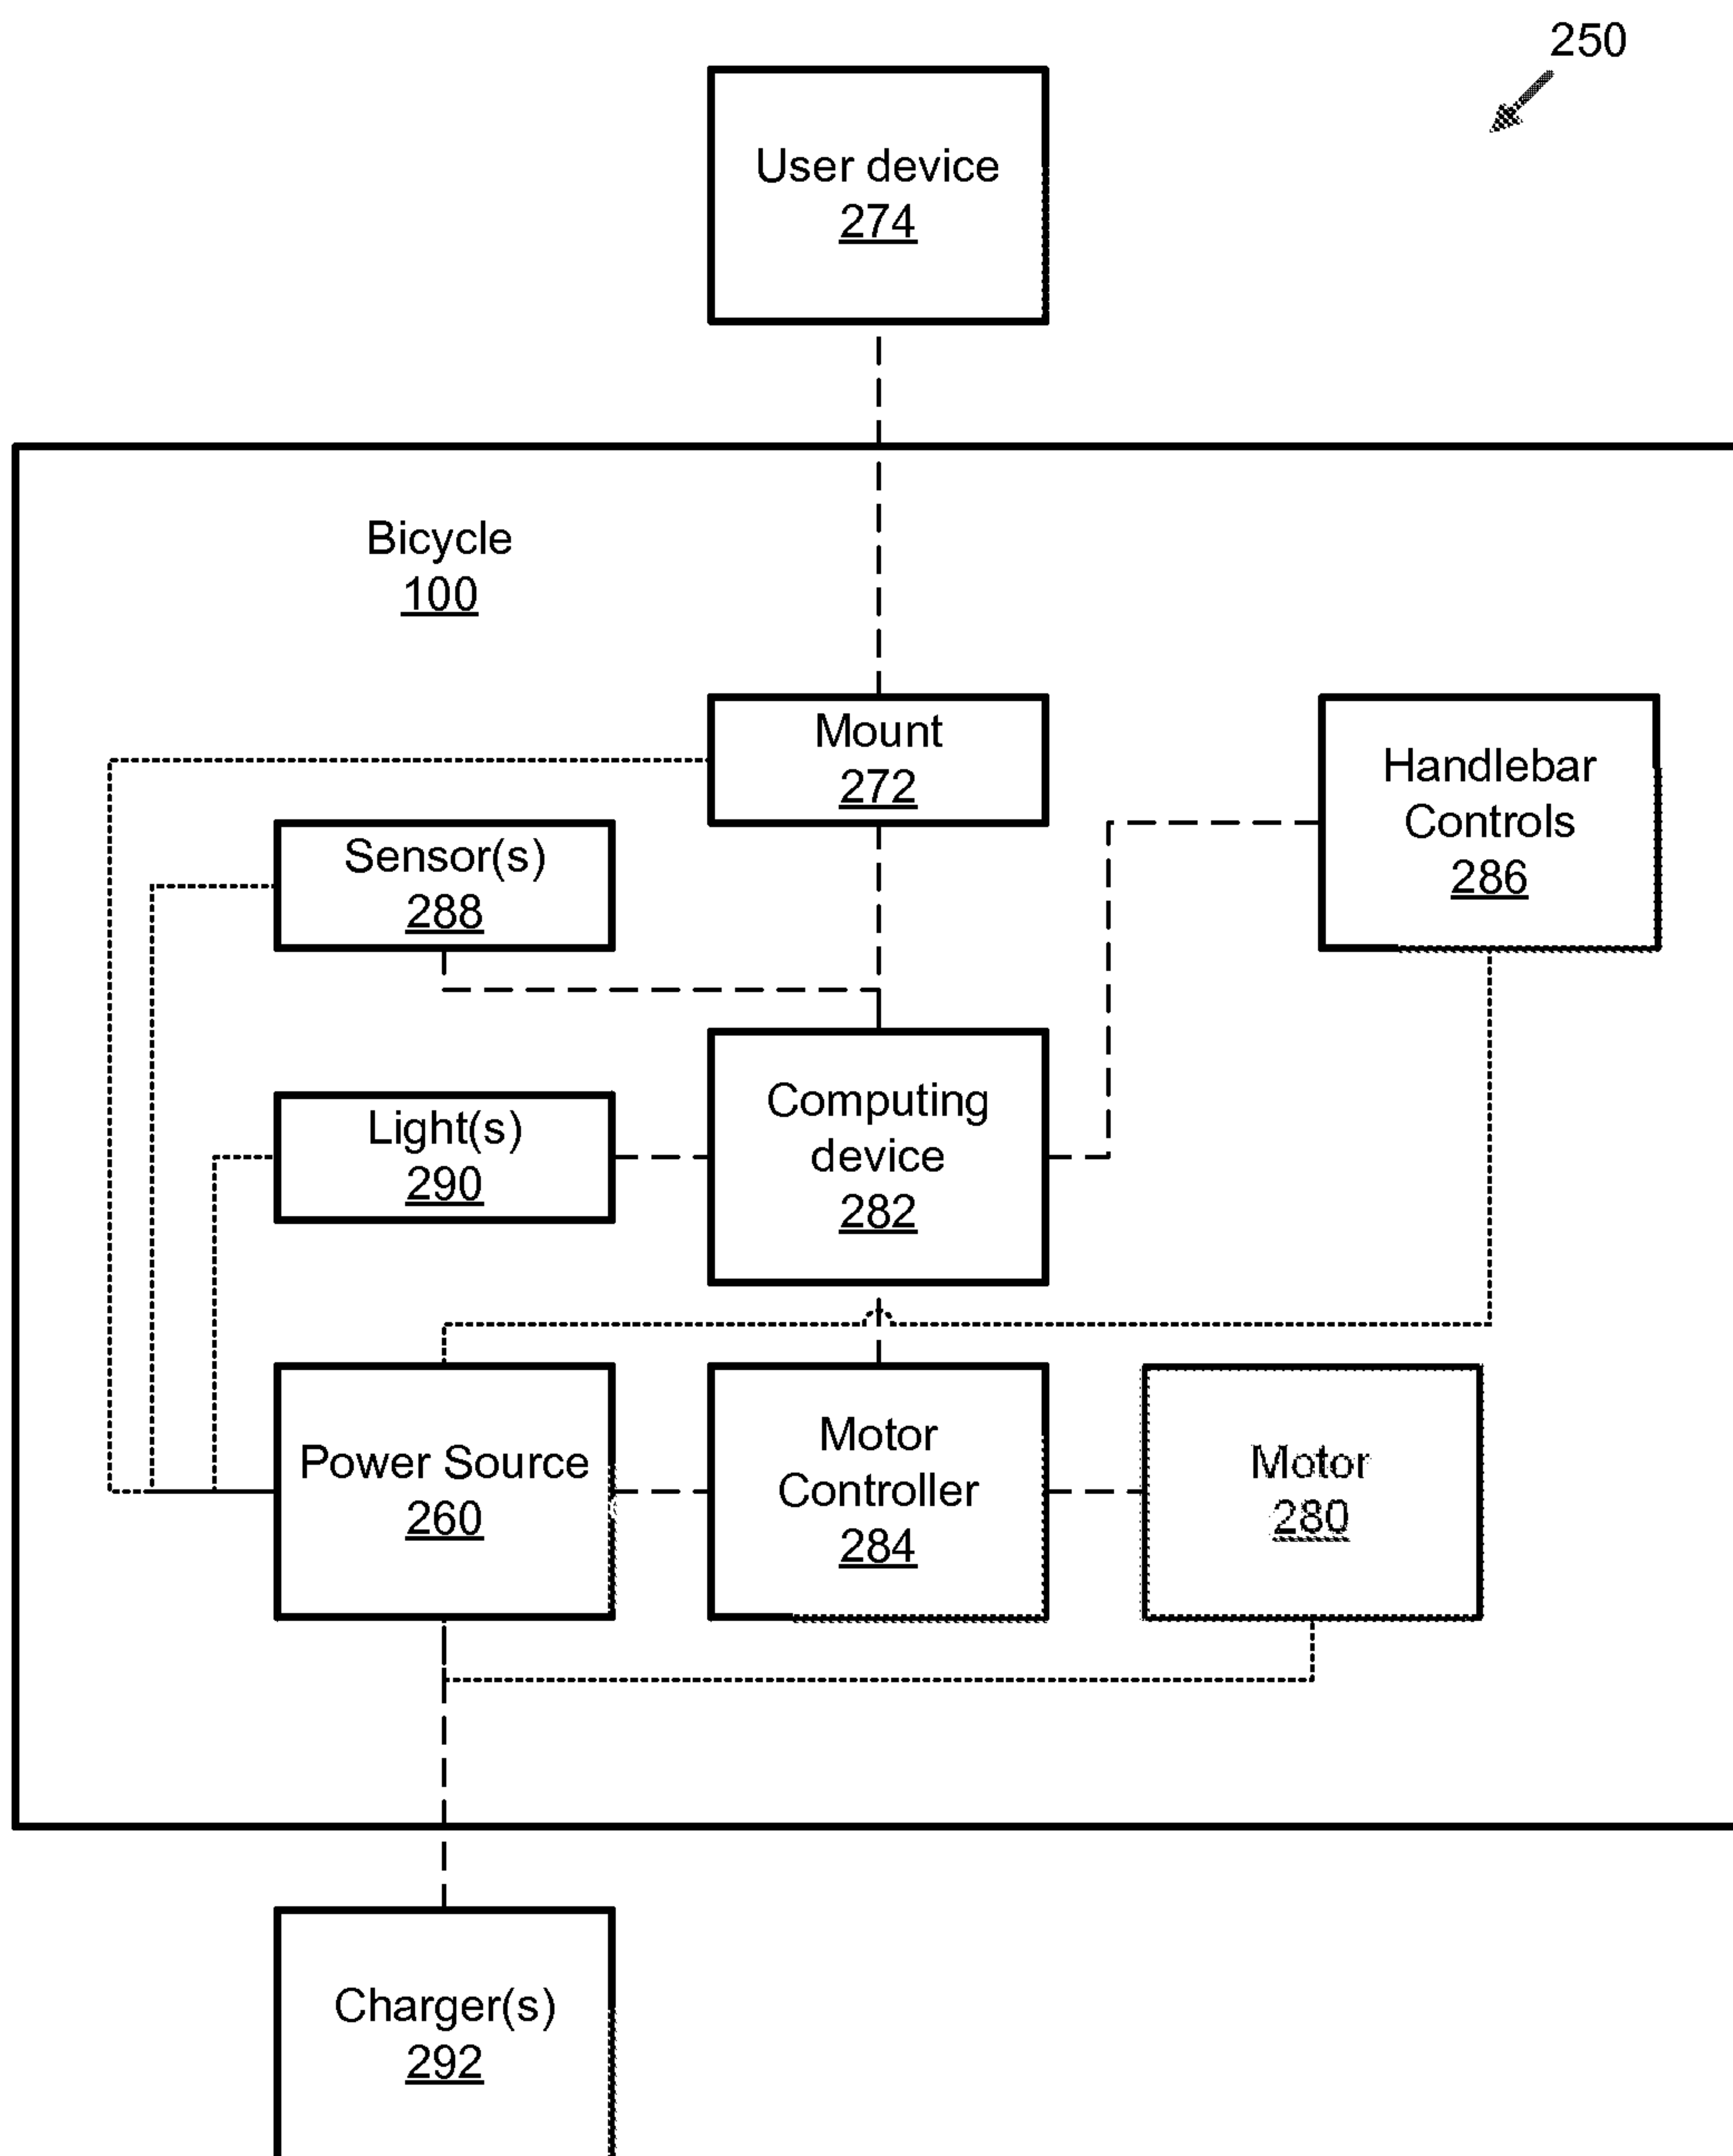 250
User device
274
Bicycle
100
Mount
272
Handlebar
Controls
286
Sensor(s)
288
Computing
device
282
Light(s)
290
Power Source
260
Motor
Controller
284
Motor
280
Charger(s)
292